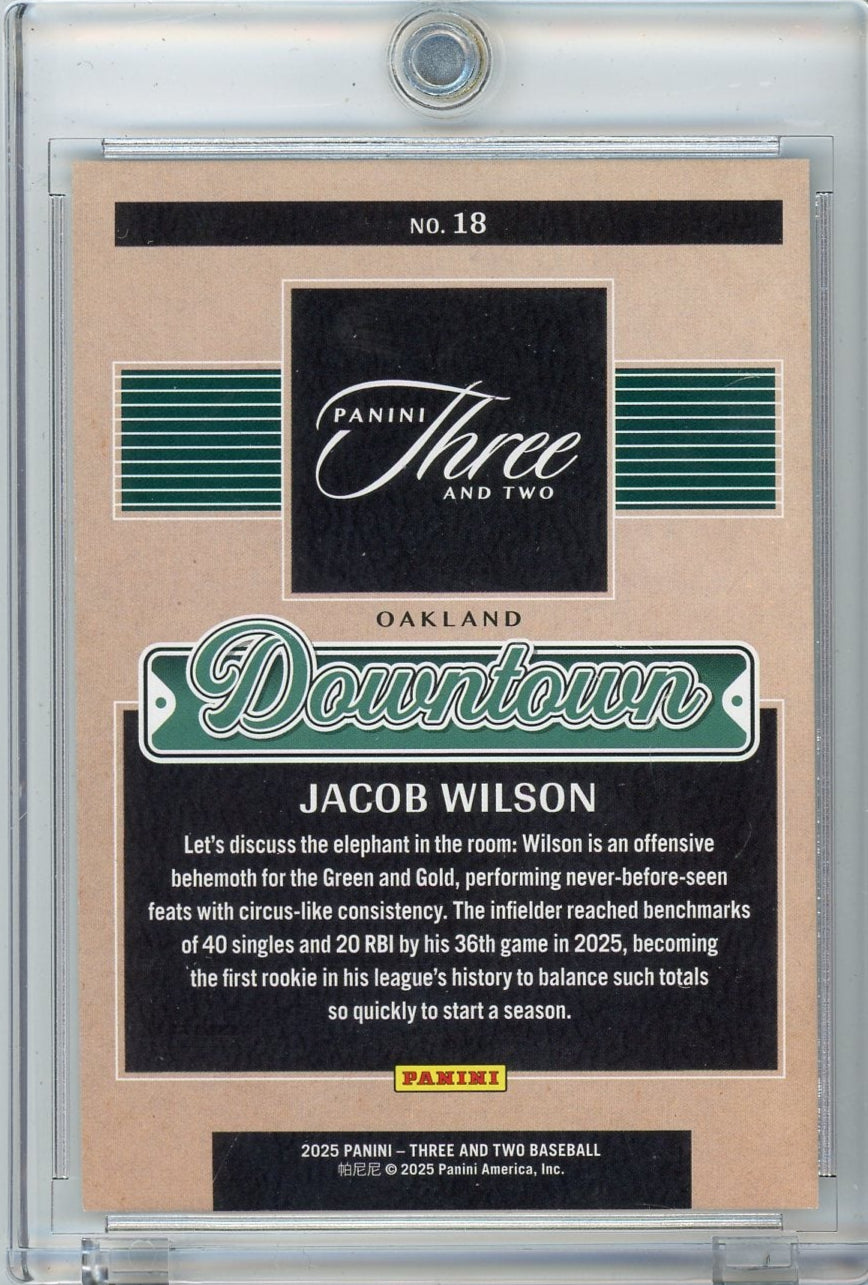 NO. 18
PANINI Three
AND TWO
OAKLAND
Downtown
JACOB WILSON
Let's discuss the elephant in the room: Wilson is an offensive
behemoth for the Green and Gold, performing never-before-seen
feats with circus-like consistency. The infielder reached benchmarks
of 40 singles and 20 RBI by his 36th game in 2025, becoming
the first rookie in his league's history to balance such totals
so quickly to start a season.
PANINI
2025 PANINI – THREE AND TWO BASEBALL
帕尼尼 © 2025 Panini America, Inc.